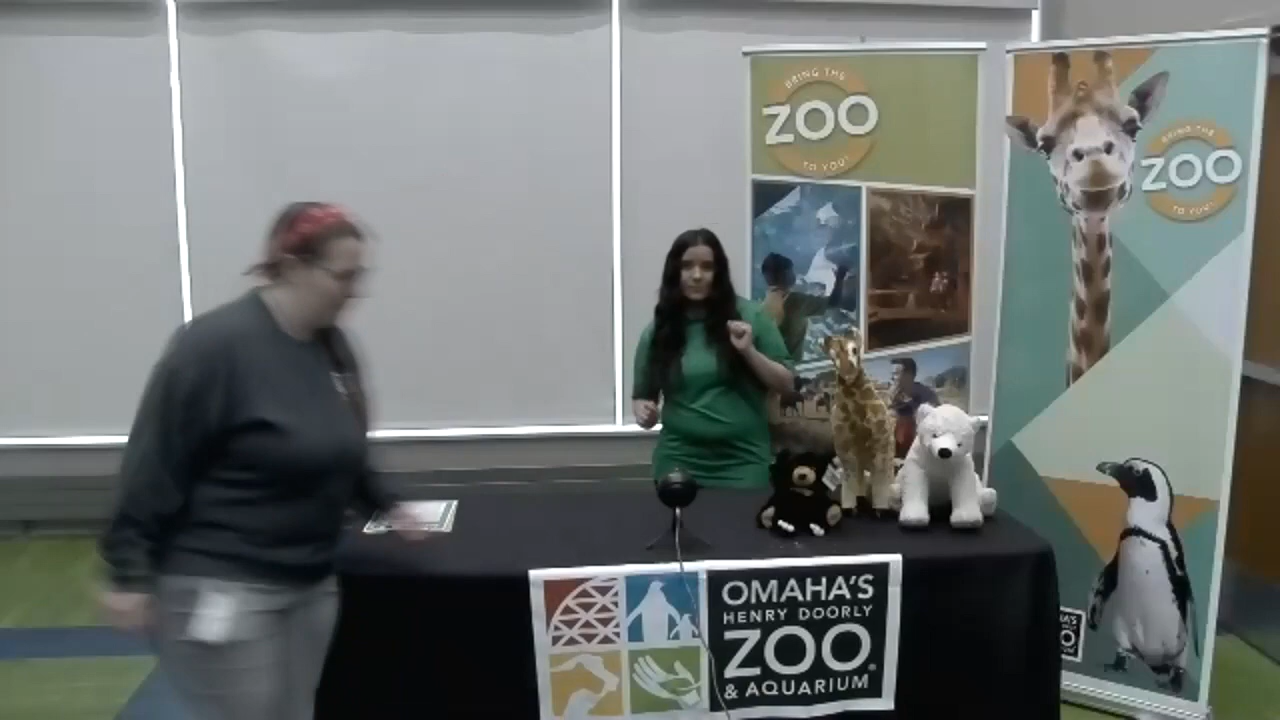 BRING THE
ZOO
TO YOU!
BRING THE
ZOO
TO YOU!
OMAHA'S
HENRY DOORLY
ZOO
& AQUARIUM